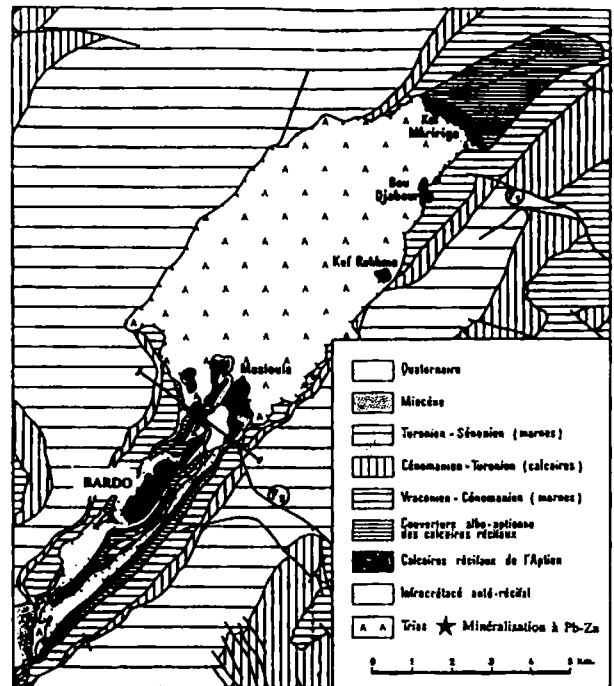 Kef
Bou
Djabour
Kef Rakhma
Mesloula
BARDO
Quaternaire
Miocène
Turonien - Sénonien (marnes)
Cénomanien - Turonien (calcaires)
Vraconien - Cénomanien (marnes)
Couverture albo-aptienne
des calcaires récifaux
Calcaires récifaux de l'Aptien
Infracrétacé anté-récifal
A A Trias ★ Minéralisation à Pb-Zn
0 1 2 3 4 5 Km.